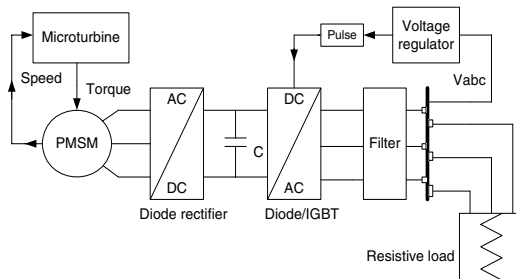 Microturbine
Pulse
Voltage
regulator
Speed
Torque
Vabc
AC
DC
PMSM
C
Filter
DC
AC
Diode rectifier
Diode/IGBT
Resistive load